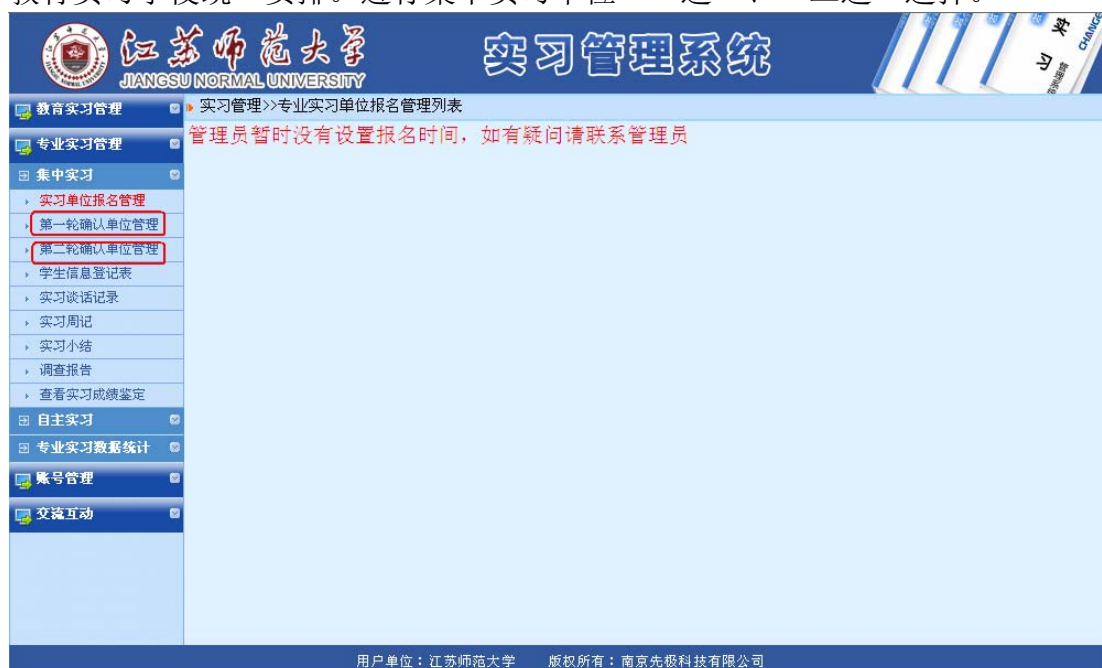 江苏师范大学
JIANGSU NORMAL UNIVERSITY
实习管理系统
实习
管理系统
CHANGE
教育实习管理
专业实习管理
集中实习
实习单位报名管理
第一轮确认单位管理
第二轮确认单位管理
学生信息登记表
实习谈话记录
实习周记
实习小结
调查报告
查看实习成绩鉴定
自主实习
专业实习数据统计
账号管理
交流互动
实习管理>>专业实习单位报名管理列表
管理员暂时没有设置报名时间，如有疑问请联系管理员
用户单位：江苏师范大学 版权所有：南京先极科技有限公司